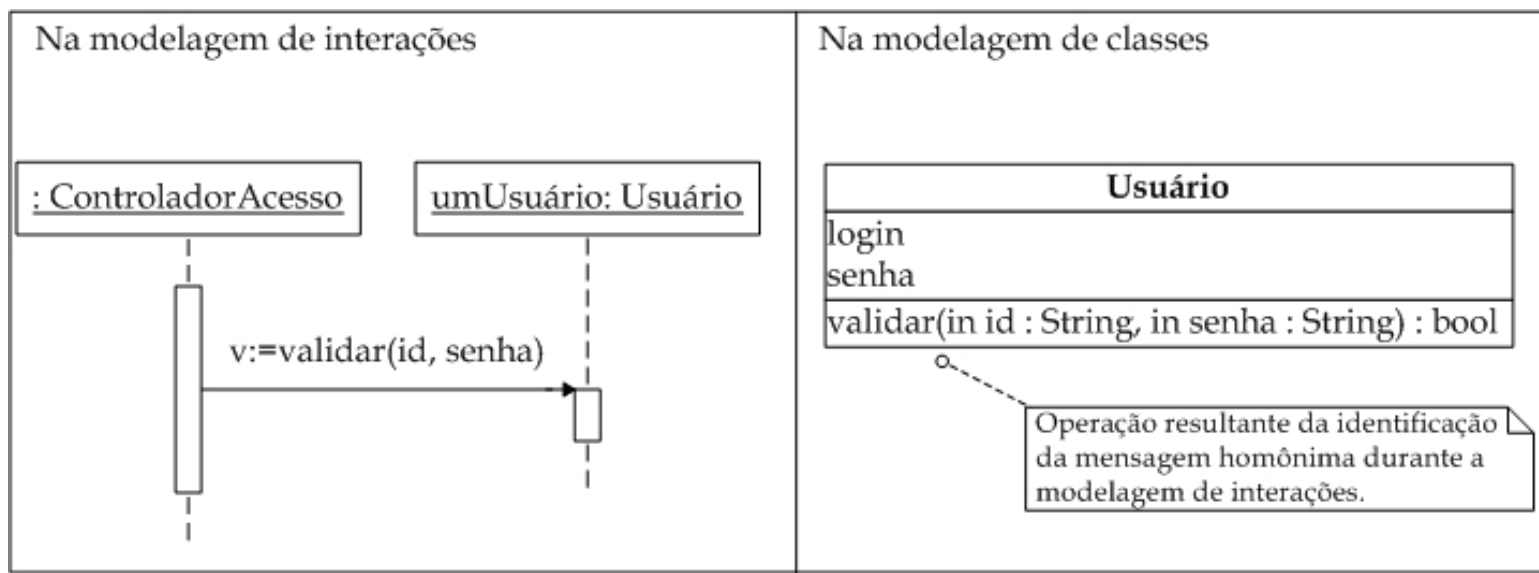 Na modelagem de interações
: ControladorAcesso
umUsuário: Usuário
v:=validar(id, senha)
Na modelagem de classes
Usuário
login
senha
validar(in id : String, in senha : String) : bool
Operação resultante da identificação
da mensagem homônima durante a
modelagem de interações.